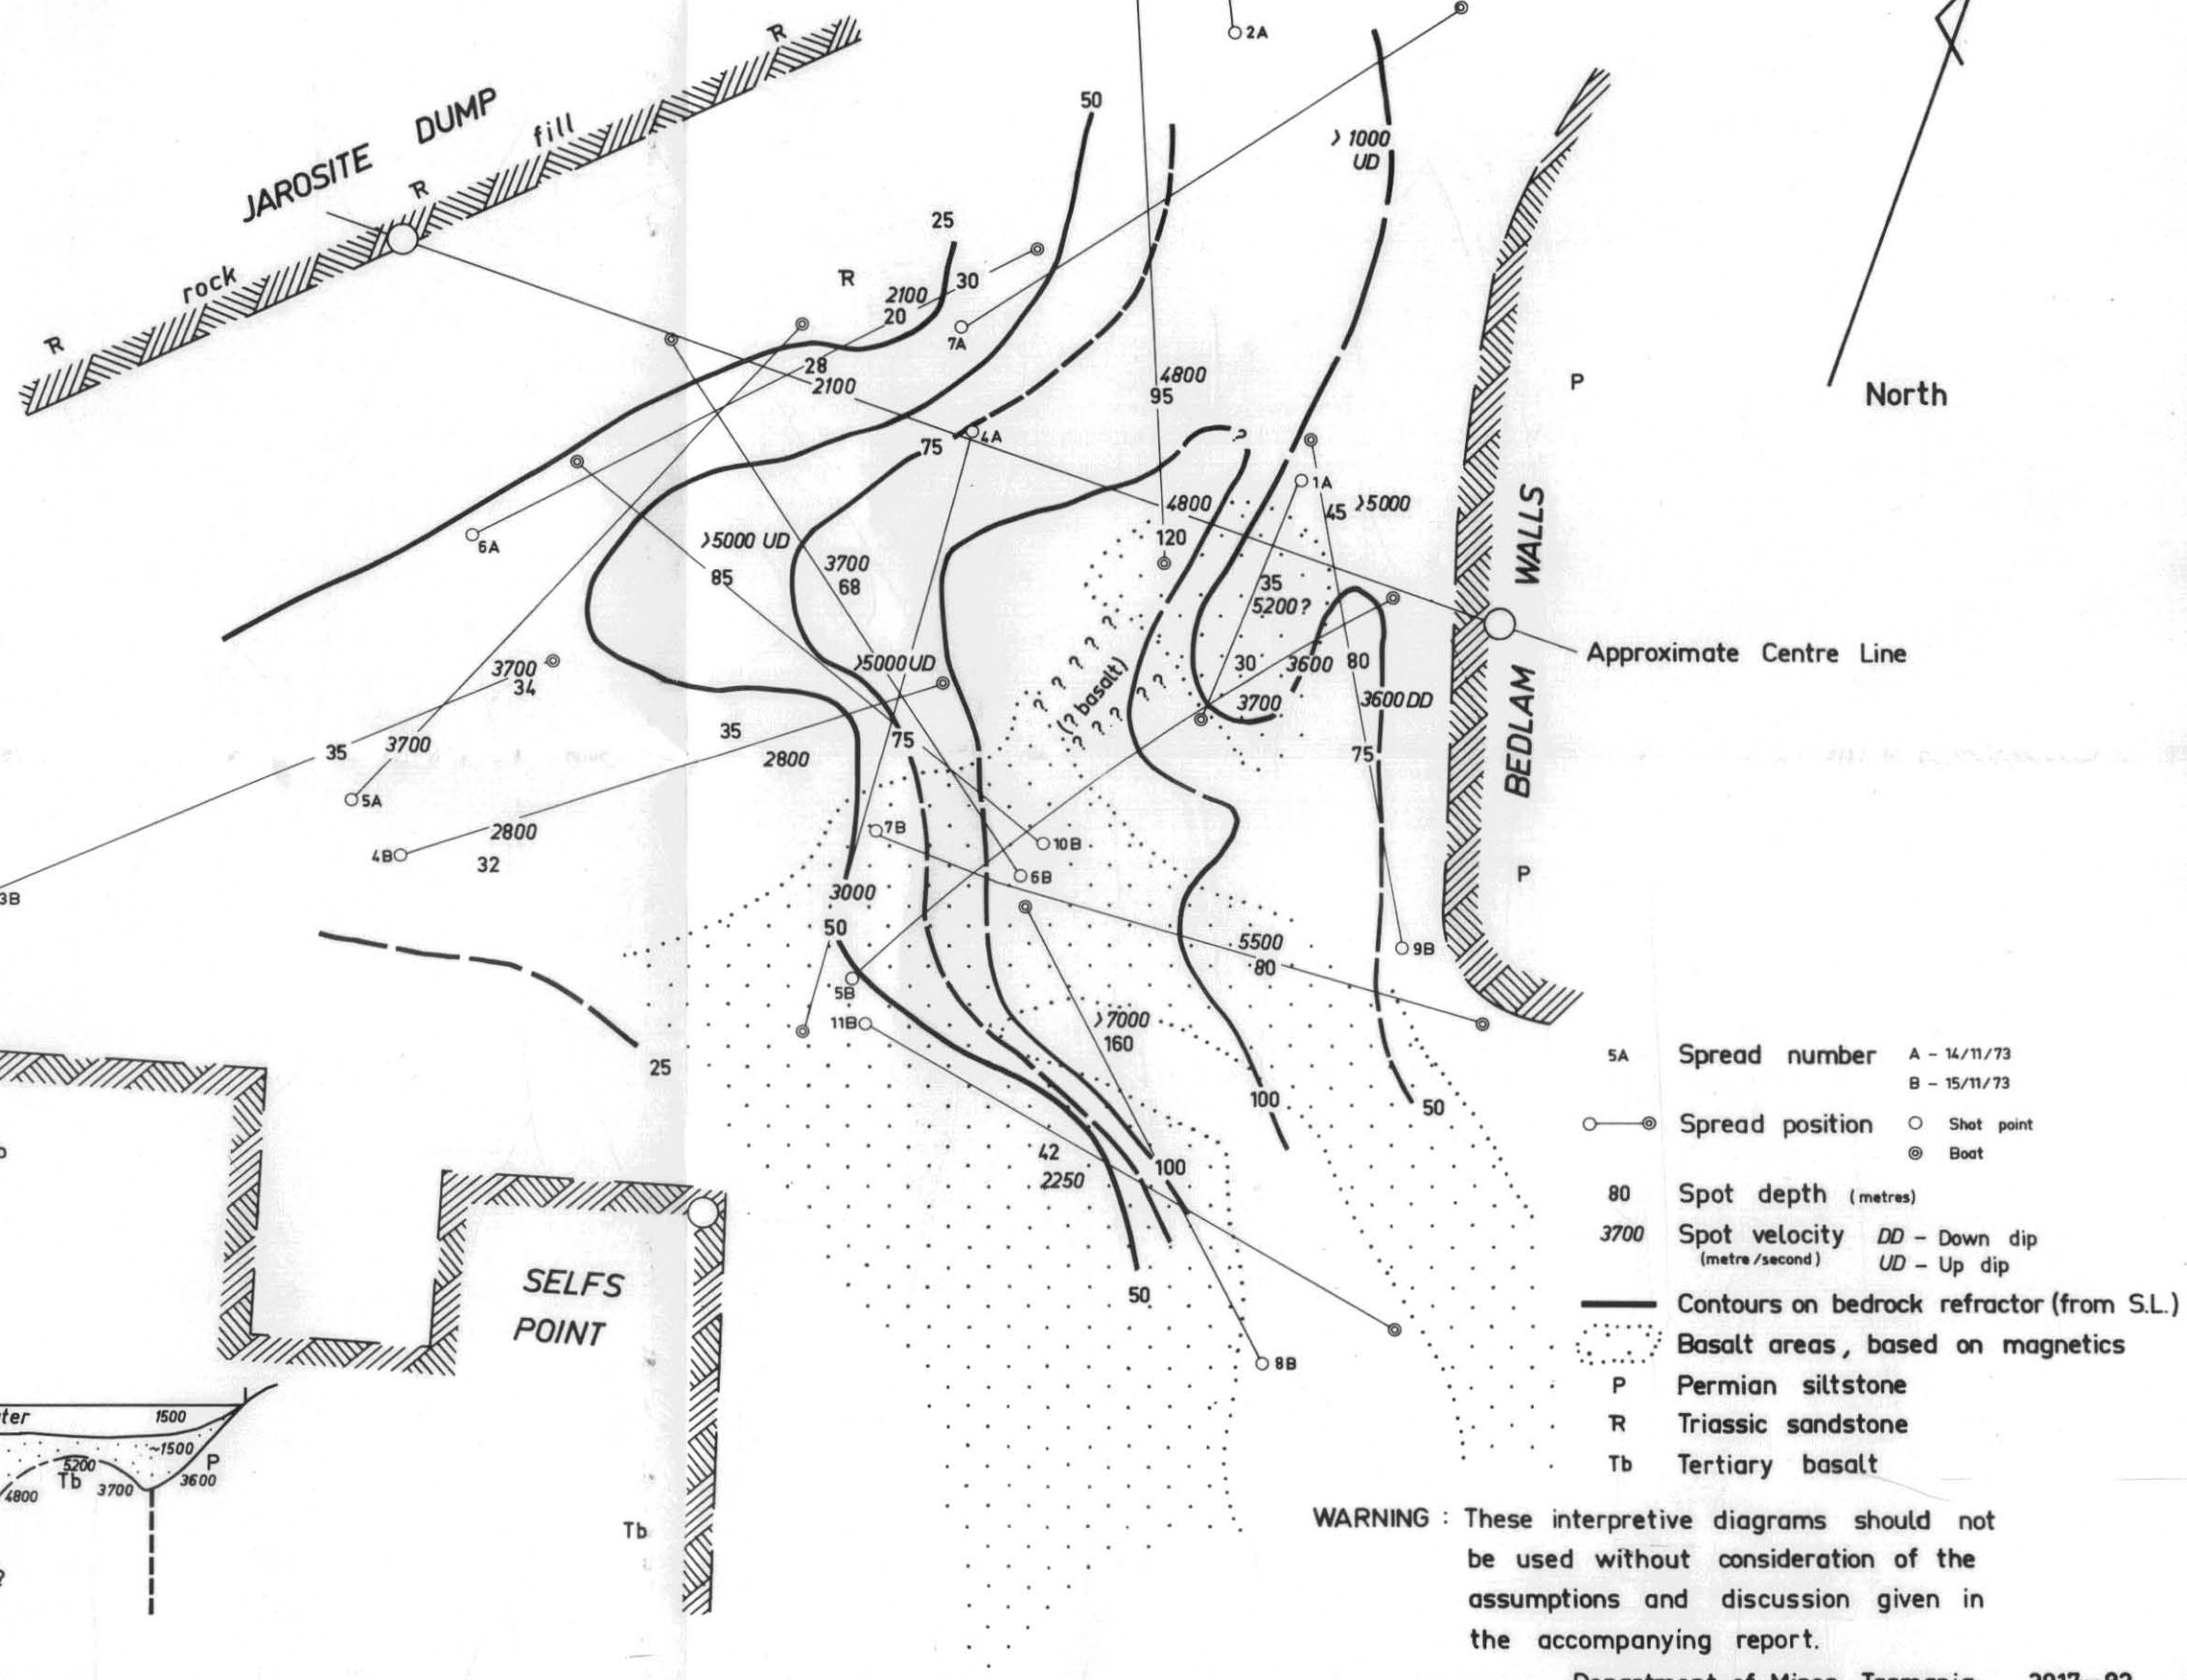 2A
50
> 1000
UD
R
JAROSITE DUMP
fill
R
rock
R
25
R
2100
30
20
7A
28
2100
4800
95
P
North
4A
75
?
4800
1A
45 >5000
120
6A
>5000 UD
85
3700
68
35
5200?
WALLS
BEDLAM
? ? ? ? ? ?
(? basalt)
? ? ? ? ? ?
>5000 UD
3700
34
30
3600
80
3700
3600 DD
Approximate Centre Line
35
3700
35
2800
75
75
5A
2800
4B
32
7B
10B
6B
P
3B
3000
50
5500
80
9B
5B
11B
>7000
160
25
100
50
42
2250
100
50
8B
SELFS
POINT
Tb
1500
~1500
5200
Tb
P
4800
3700
3600
?
5A Spread number A - 14/11/73
B - 15/11/73
Spread position Shot point
Boat
80 Spot depth (metres)
3700 Spot velocity DD - Down dip
(metre/second) UD - Up dip
Contours on bedrock refractor (from S.L.)
Basalt areas, based on magnetics
P Permian siltstone
R Triassic sandstone
Tb Tertiary basalt
WARNING : These interpretive diagrams should not
be used without consideration of the
assumptions and discussion given in
the accompanying report.